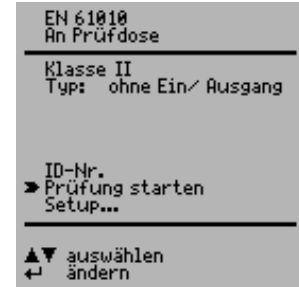 EN 61010
An Prüfdose
Klasse II
Typ: ohne Ein/ Ausgang
ID-Nr.
Prüfung starten
Setup...
▲▼ auswählen
↵ ändern